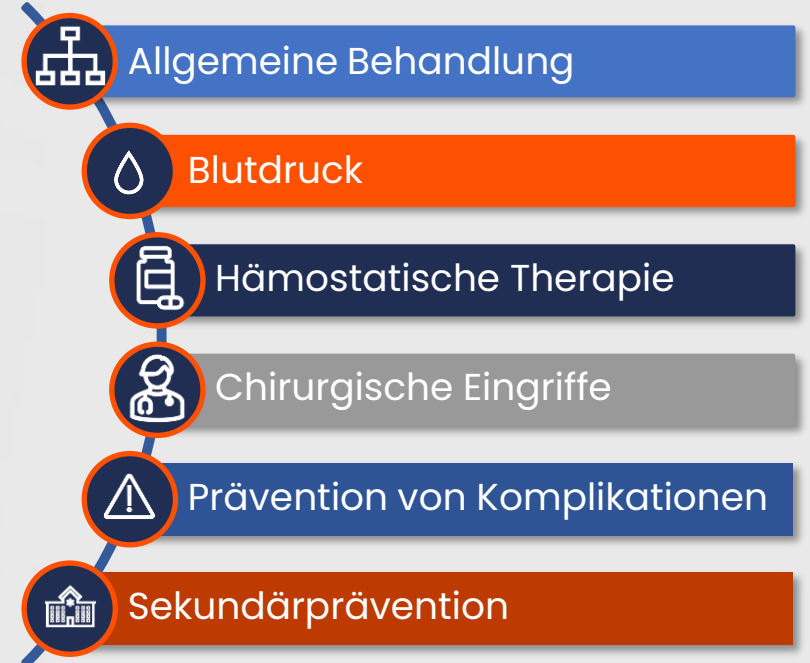 Allgemeine Behandlung
Blutdruck
Hämostatische Therapie
Chirurgische Eingriffe
Prävention von Komplikationen
Sekundärprävention